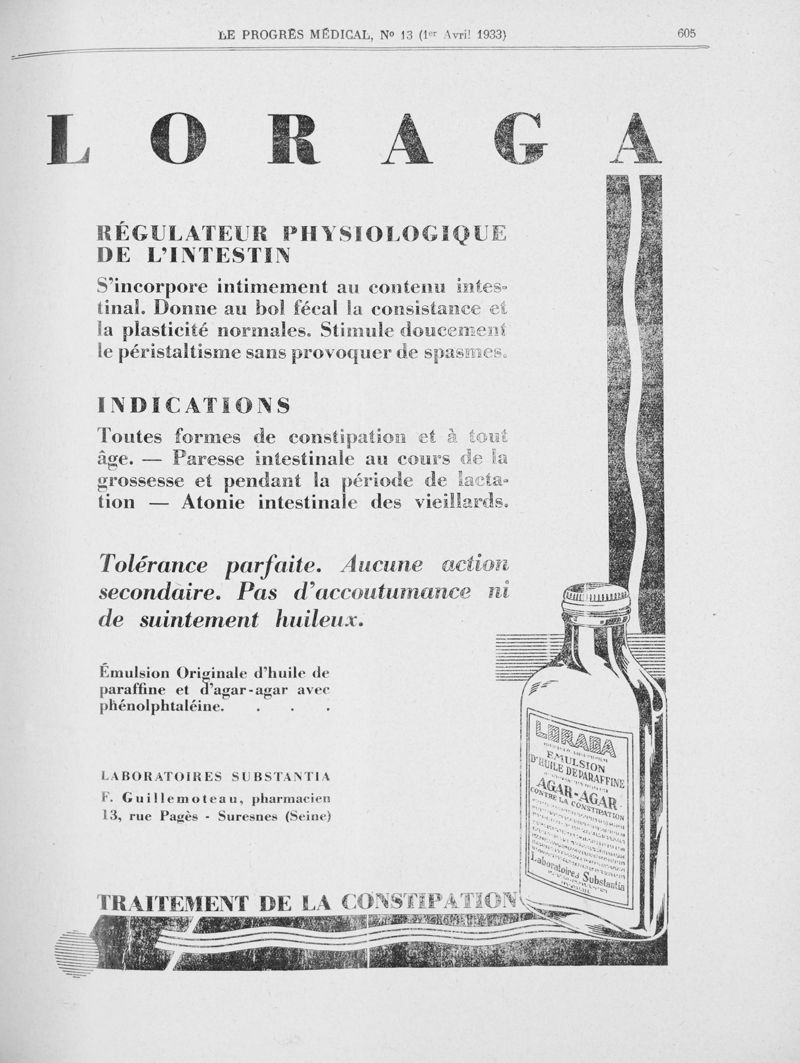 LE PROGRÈS MÉDICAL, No 13 (1er Avril 1933)
605
LORAGA
RÉGULATEUR PHYSIOLOGIQUE
DE L'INTESTIN
S'incorpore intimement au contenu intes-
tinal. Donne au bol fécal la consistance et
la plasticité normales. Stimule doucement
le péristaltisme sans provoquer de spasmes.
INDICATIONS
Toutes formes de constipation et à tout
âge. — Paresse intestinale au cours de la
grossesse et pendant la période de lacta-
tion — Atonie intestinale des vieillards.
Tolérance parfaite. Aucune action
secondaire. Pas d'accoutumance ni
de suintement huileux.
Émulsion Originale d'huile de
paraffine et d'agar-agar avec
phénolphtaléine. . . .
LABORATOIRES SUBSTANTIA
F. Guillemoteau, pharmacien
13, rue Pagès - Suresnes (Seine)
LORAGA
EMULSION
D'HUILE DE PARAFFINE
AGAR-AGAR
CONTRE LA CONSTIPATION
Laboratoires Substantia
TRAITEMENT DE LA CONSTIPATION